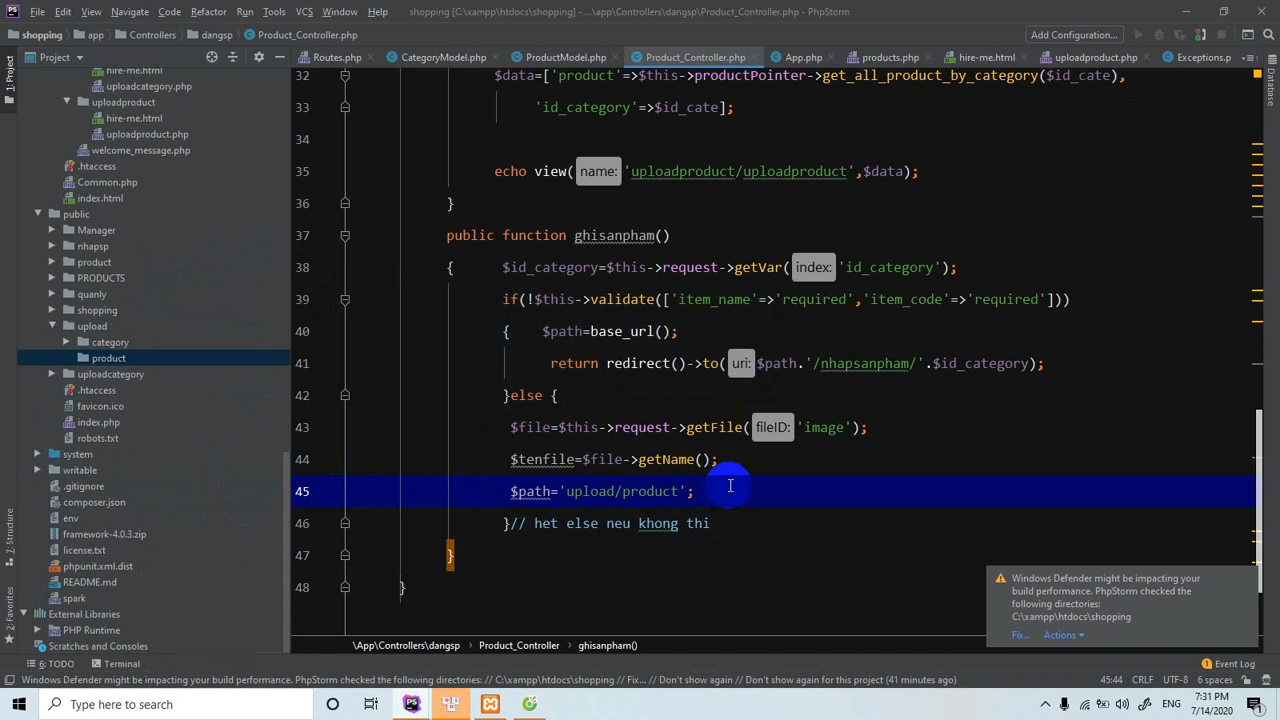 File Edit View Navigate Code Refactor Run Tools VCS Window Help shopping [C:\xampp\htdocs\shopping] - ...\app\Controllers\dangsp\Product_Controller.php - PhpStorm
shopping app Controllers dangsp Product_Controller.php Add Configuration...
Project Routes.php CategoryModel.php ProductModel.php Product_Controller.php App.php products.php hire-me.html uploadproduct.php Exceptions.p
1: Project
Database
Z: Structure
2: Favorites
hire-me.html
uploadcategory.php
uploadproduct
hire-me.html
uploadproduct.php
welcome_message.php
.htaccess
Common.php
index.html
public
Manager
nhapsp
product
PRODUCTS
quanly
shopping
upload
category
product
uploadcategory
.htaccess
favicon.ico
index.php
robots.txt
system
writable
.gitignore
composer.json
env
framework-4.0.3.zip
license.txt
phpunit.xml.dist
README.md
spark
External Libraries
PHP Runtime
Scratches and Consoles
32 $data=['product'=>$this->productPointer->get_all_product_by_category($id_cate),
33 'id_category'=>$id_cate];
34
35 echo view( name: 'uploadproduct/uploadproduct',$data);
36 }
37 public function ghisanpham()
38 { $id_category=$this->request->getVar( index: 'id_category');
39 if(!$this->validate(['item_name'=>'required','item_code'=>'required']))
40 { $path=base_url();
41 return redirect()->to( uri: $path.'/nhapsanpham/'.$id_category);
42 }else {
43 $file=$this->request->getFile( fileID: 'image');
44 $tenfile=$file->getName();
45 $path='upload/product';
46 }// het else neu khong thi
47 }
48 }
Windows Defender might be impacting your
build performance. PhpStorm checked the
following directories:
C:\xampp\htdocs\shopping
Fix... Actions
\App\Controllers\dangsp Product_Controller ghisanpham()
6: TODO Terminal 1 Event Log
Windows Defender might be impacting your build performance. PhpStorm checked the following directories: // C:\xampp\htdocs\shopping // Fix... // Don't show again // Don't show again for this project (41 minutes ago) 45:44 CRLF UTF-8 6 spaces
Type here to search ENG 7:31 PM
7/14/2020